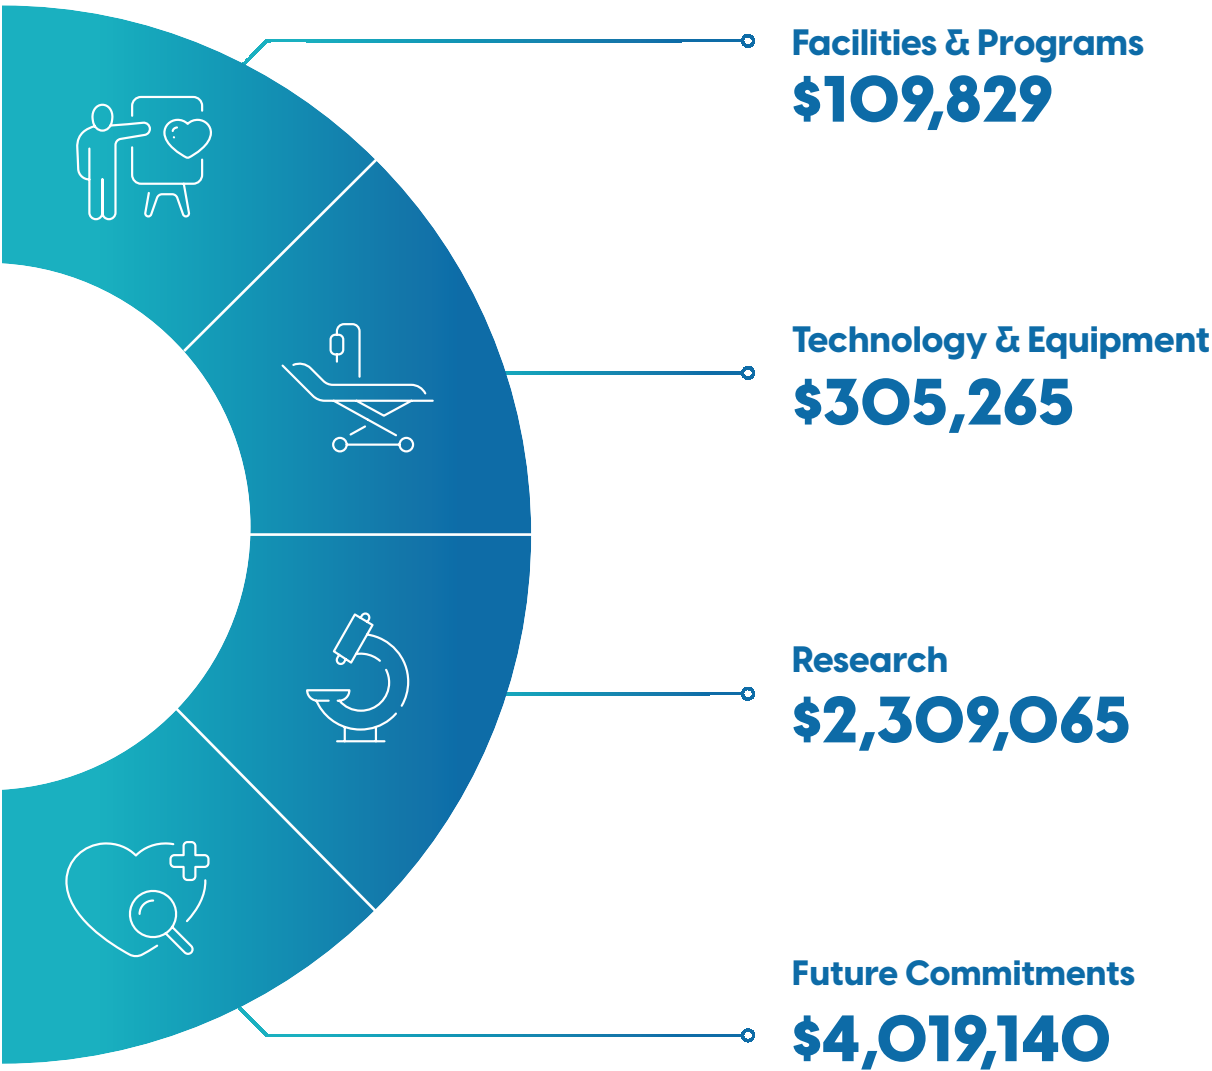 Facilities & Programs
$109,829
Technology & Equipment
$305,265
Research
$2,309,065
Future Commitments
$4,019,140